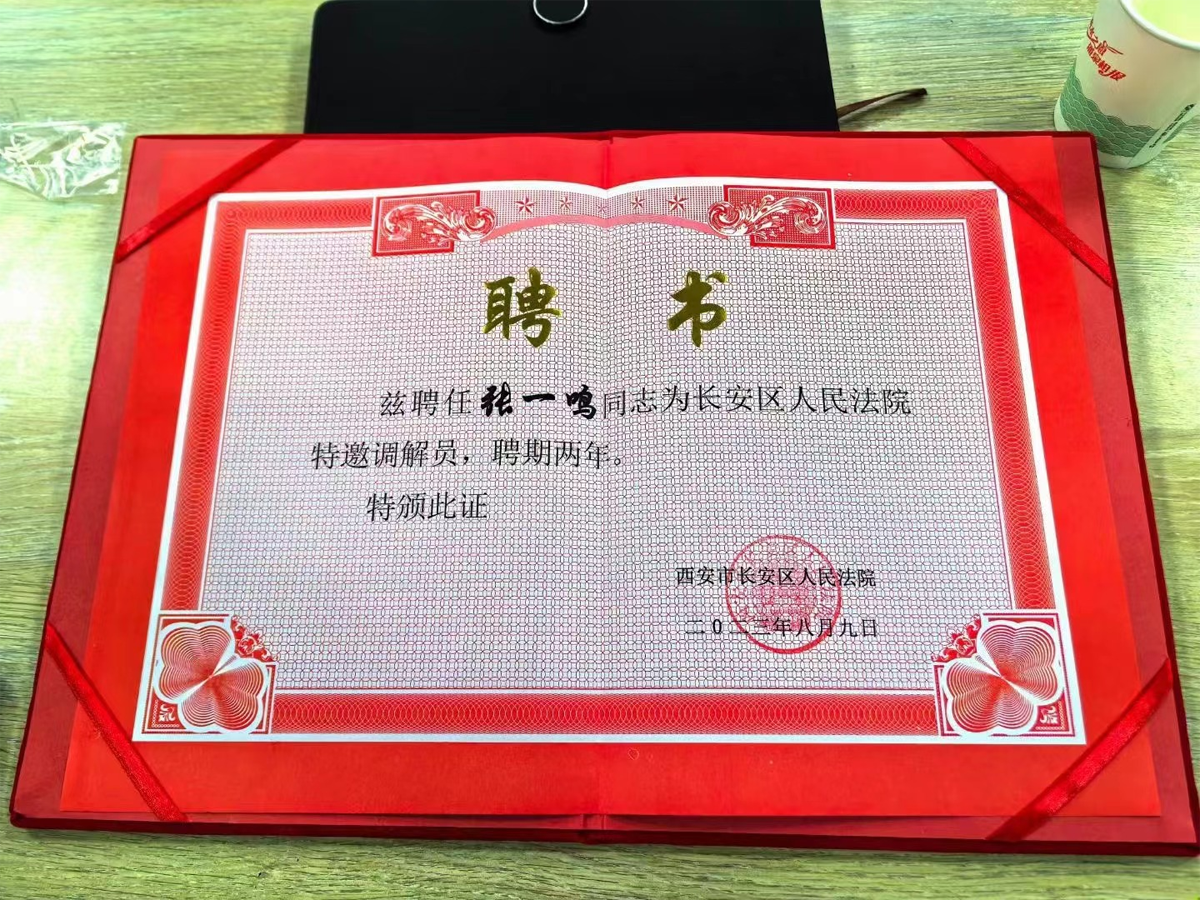 聘 书
兹聘任张一鸣同志为长安区人民法院
特邀调解员，聘期两年。
特颁此证
西安市长安区人民法院
二0二三年八月九日